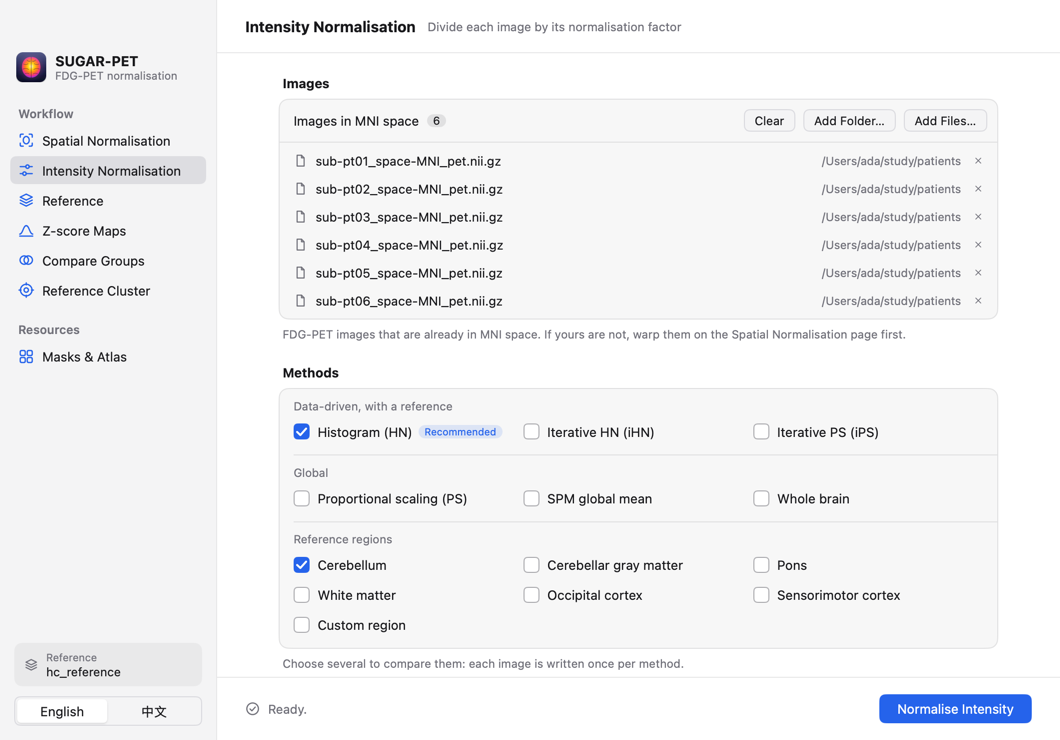 Intensity Normalisation Divide each image by its normalisation factor
SUGAR-PET
FDG-PET normalisation
Workflow
Spatial Normalisation
Intensity Normalisation
Reference
Z-score Maps
Compare Groups
Reference Cluster
Resources
Masks & Atlas
Reference
hc_reference
English 中文
Images
Images in MNI space 6 Clear Add Folder... Add Files...
sub-pt01_space-MNI_pet.nii.gz /Users/ada/study/patients ×
sub-pt02_space-MNI_pet.nii.gz /Users/ada/study/patients ×
sub-pt03_space-MNI_pet.nii.gz /Users/ada/study/patients ×
sub-pt04_space-MNI_pet.nii.gz /Users/ada/study/patients ×
sub-pt05_space-MNI_pet.nii.gz /Users/ada/study/patients ×
sub-pt06_space-MNI_pet.nii.gz /Users/ada/study/patients ×
FDG-PET images that are already in MNI space. If yours are not, warp them on the Spatial Normalisation page first.
Methods
Data-driven, with a reference
Histogram (HN) Recommended Iterative HN (iHN) Iterative PS (iPS)
Global
Proportional scaling (PS) SPM global mean Whole brain
Reference regions
Cerebellum Cerebellar gray matter Pons
White matter Occipital cortex Sensorimotor cortex
Custom region
Choose several to compare them: each image is written once per method.
Ready. Normalise Intensity